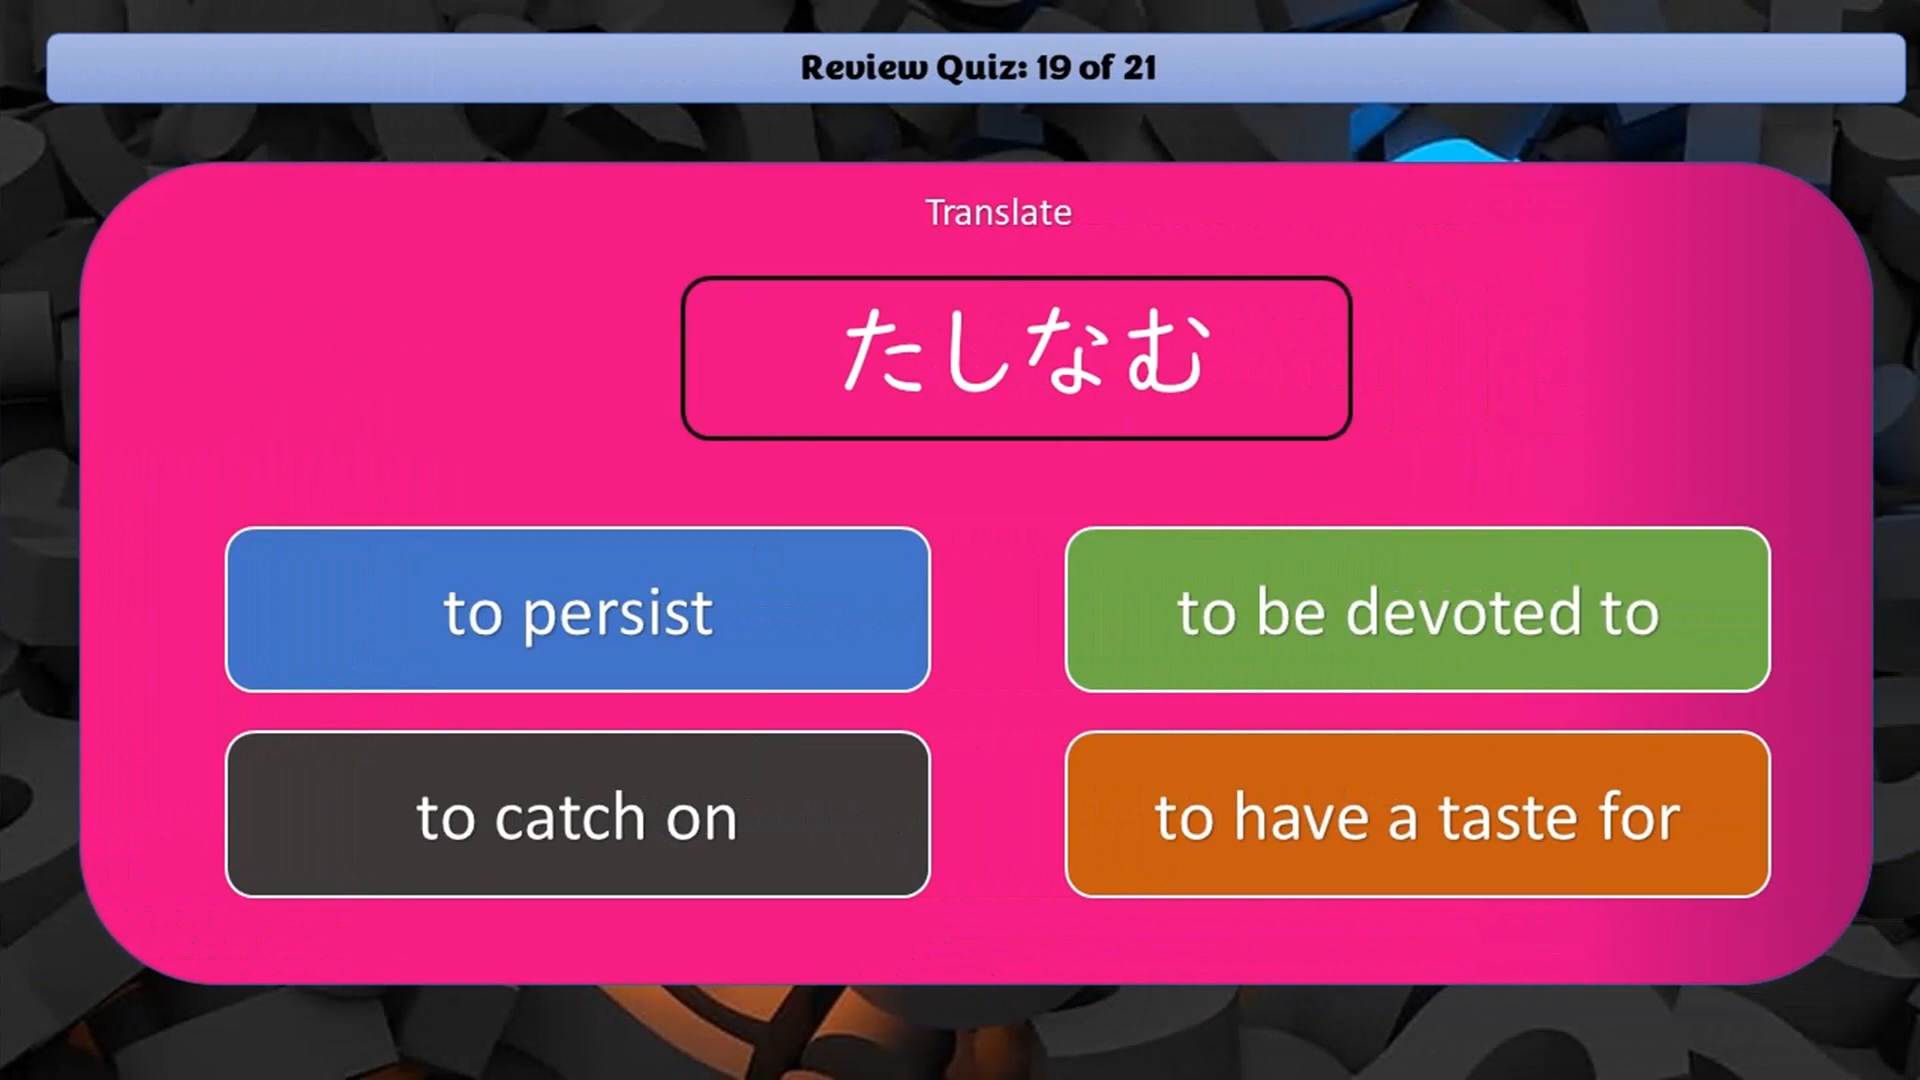 Review Quiz: 19 of 21
Translate
たしなむ
to persist
to be devoted to
to catch on
to have a taste for